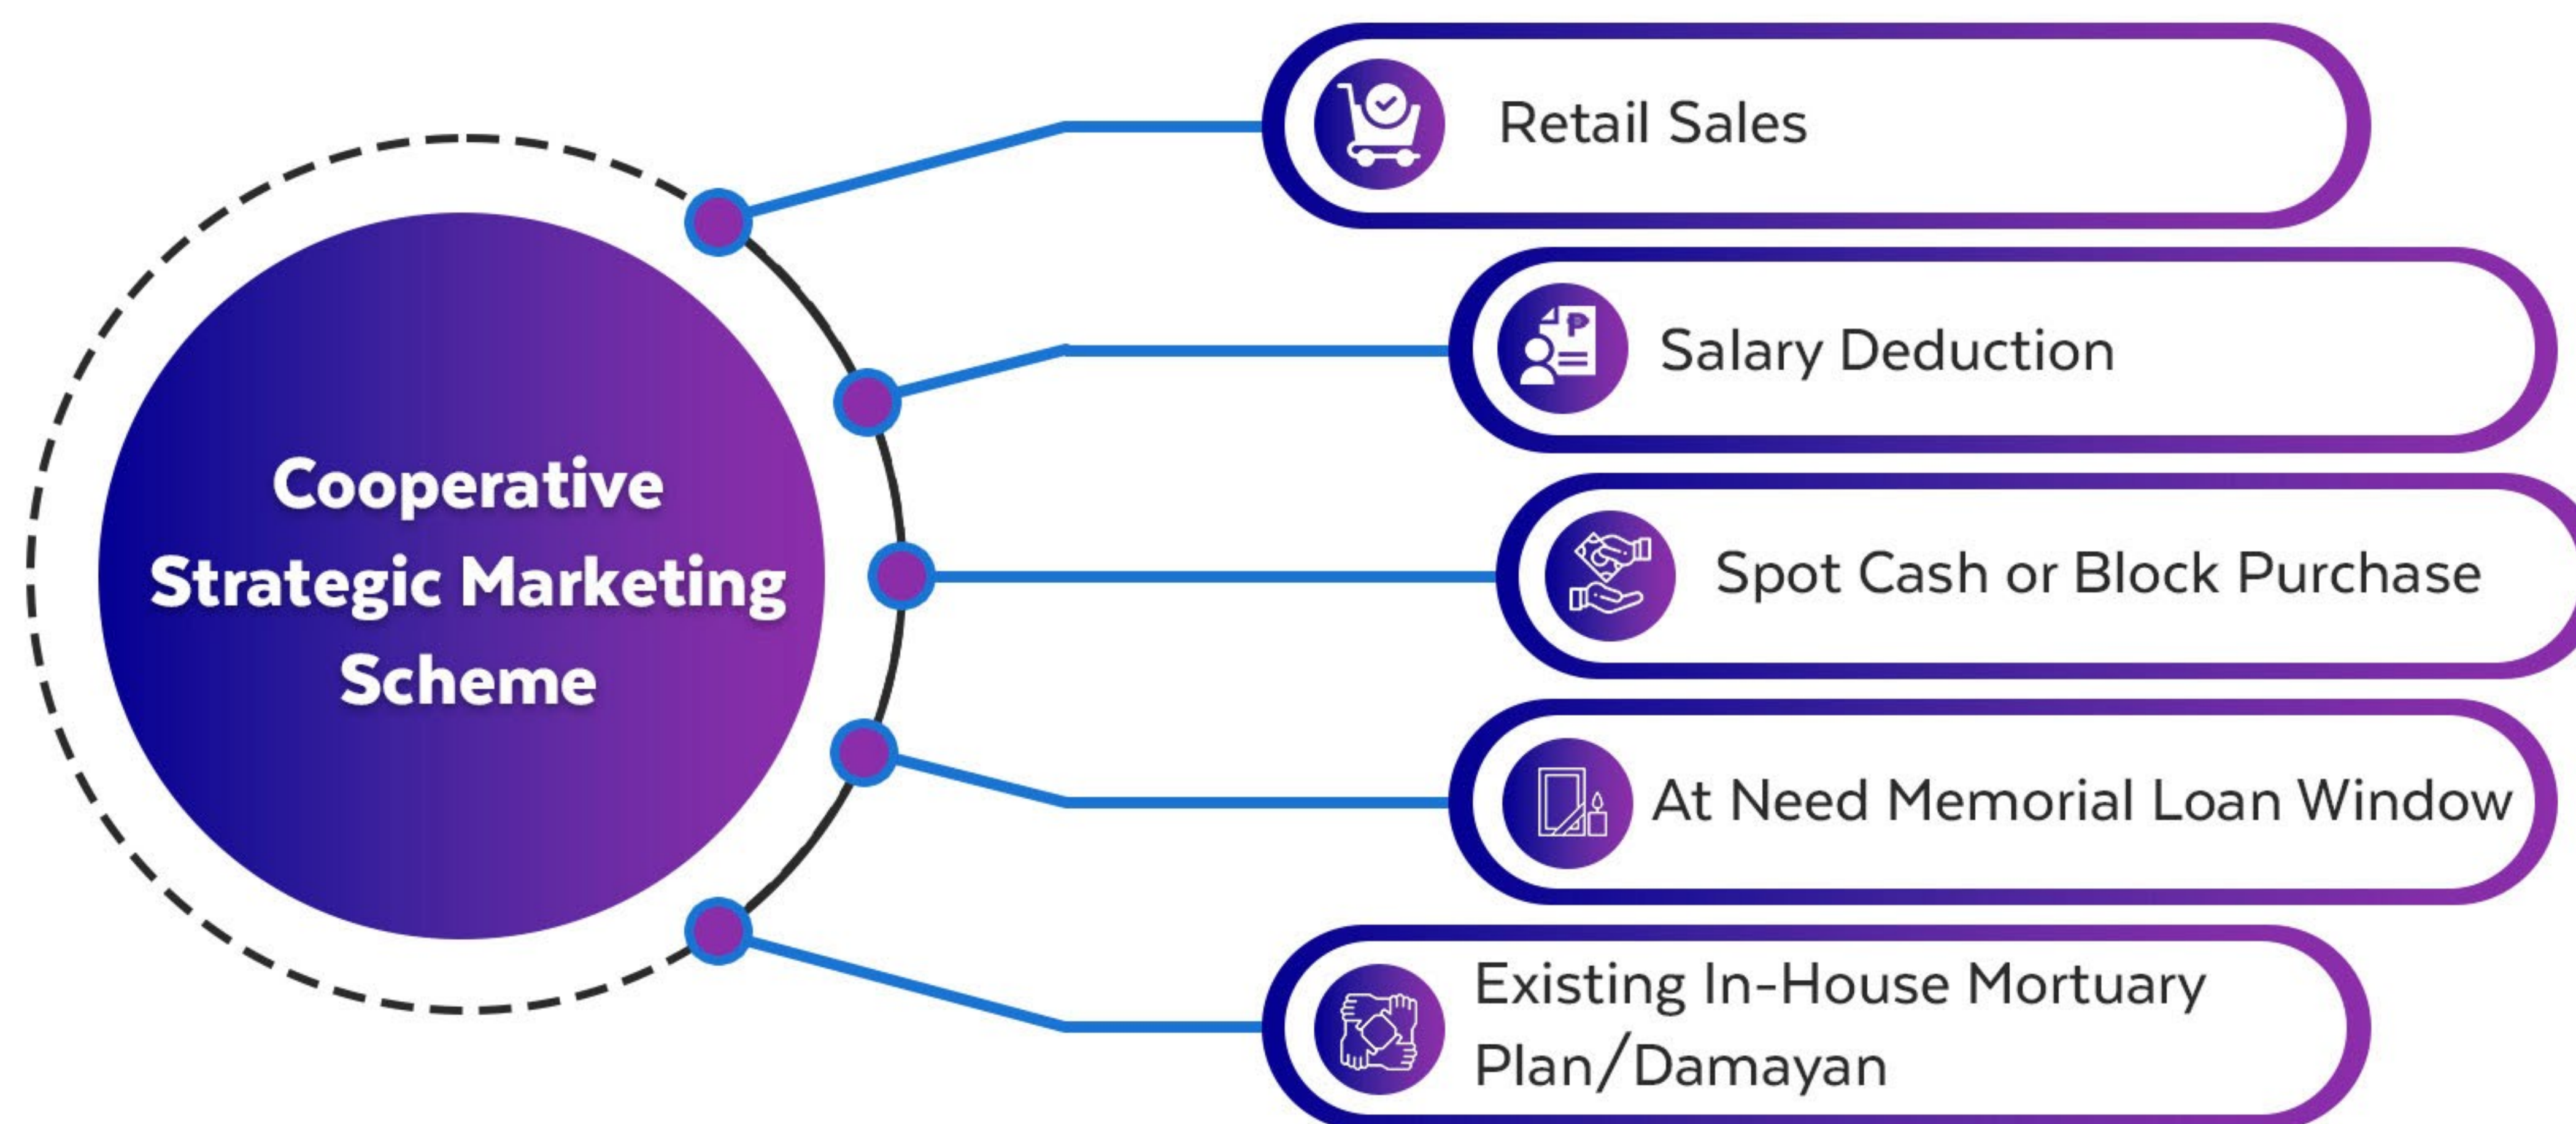 Cooperative
Strategic Marketing
Scheme
Retail Sales
Salary Deduction
Spot Cash or Block Purchase
At Need Memorial Loan Window
Existing In-House Mortuary
Plan/Damayan